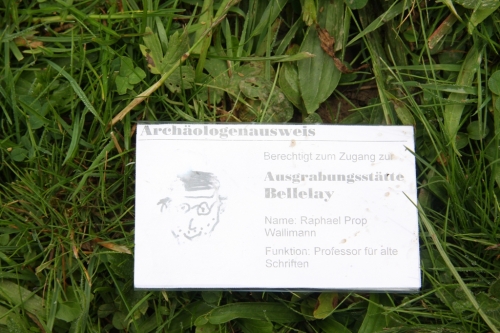 Archäologenausweis
Berechtigt zum Zugang zur
Ausgrabungsstätte
Bellelay
Name: Raphael Prop
Wallimann
Funktion: Professor für alte
Schriften